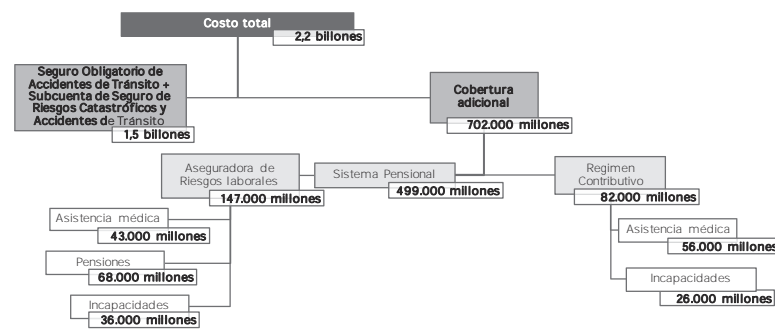 Costo total
2,2 billones
Seguro Obligatorio de
Accidentes de Tránsito +
Subcuenta de Seguro de
Riesgos Catastróficos y
Accidentes de Tránsito
1,5 billones
Cobertura
adicional
702.000 millones
Aseguradora de
Riesgos laborales
147.000 millones
Sistema Pensional
499.000 millones
Regimen
Contributivo
82.000 millones
Asistencia médica
43.000 millones
Pensiones
68.000 millones
Incapacidades
36.000 millones
Asistencia médica
56.000 millones
Incapacidades
26.000 millones